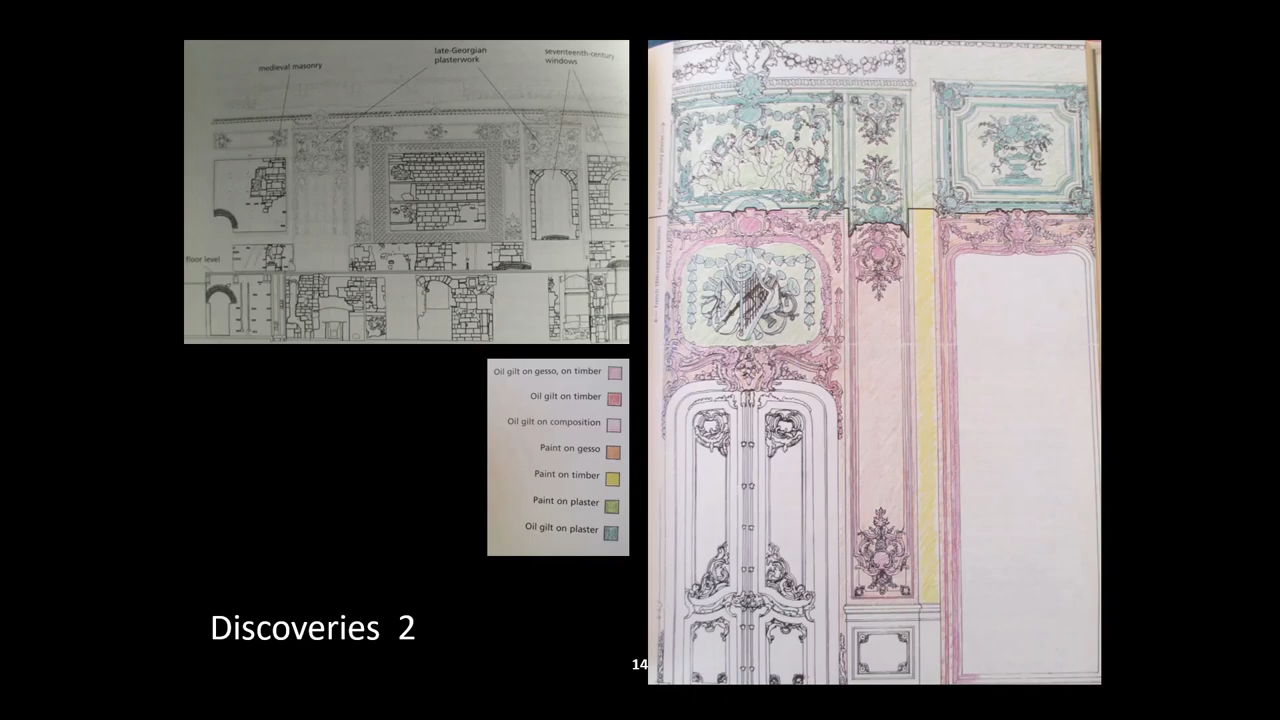 medieval masonry
late-Georgian
plasterwork
seventeenth-century
windows
floor level
Oil gilt on gesso, on timber
Oil gilt on timber
Oil gilt on composition
Paint on gesso
Paint on timber
Paint on plaster
Oil gilt on plaster
Discoveries 2
14